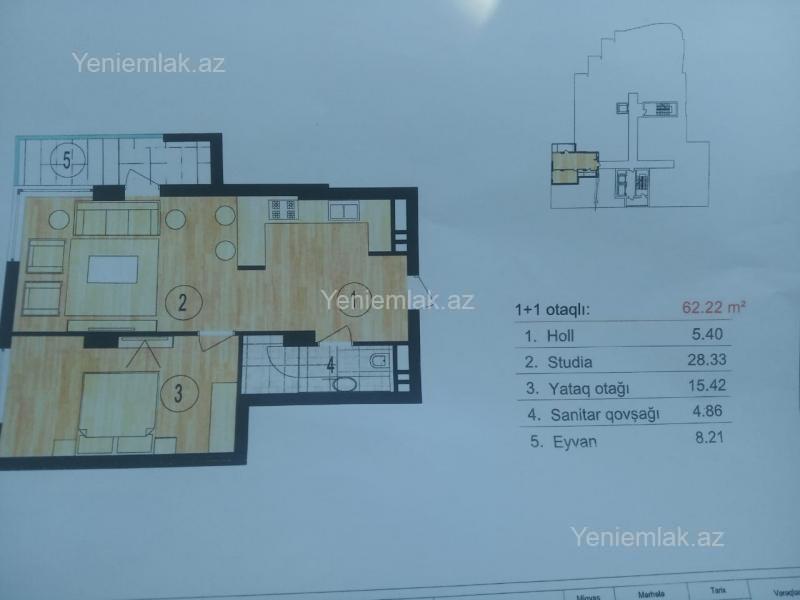 Yeniemlak.az
5
2
1
3
4
Yeniemlak.az
1+1 otaqlı: 62.22 m²
1. Holl 5.40
2. Studia 28.33
3. Yataq otağı 15.42
4. Sanitar qovşağı 4.86
5. Eyvan 8.21
Yeniemlak.az
Miqyas Mərhələ Tarix Vərəqlər